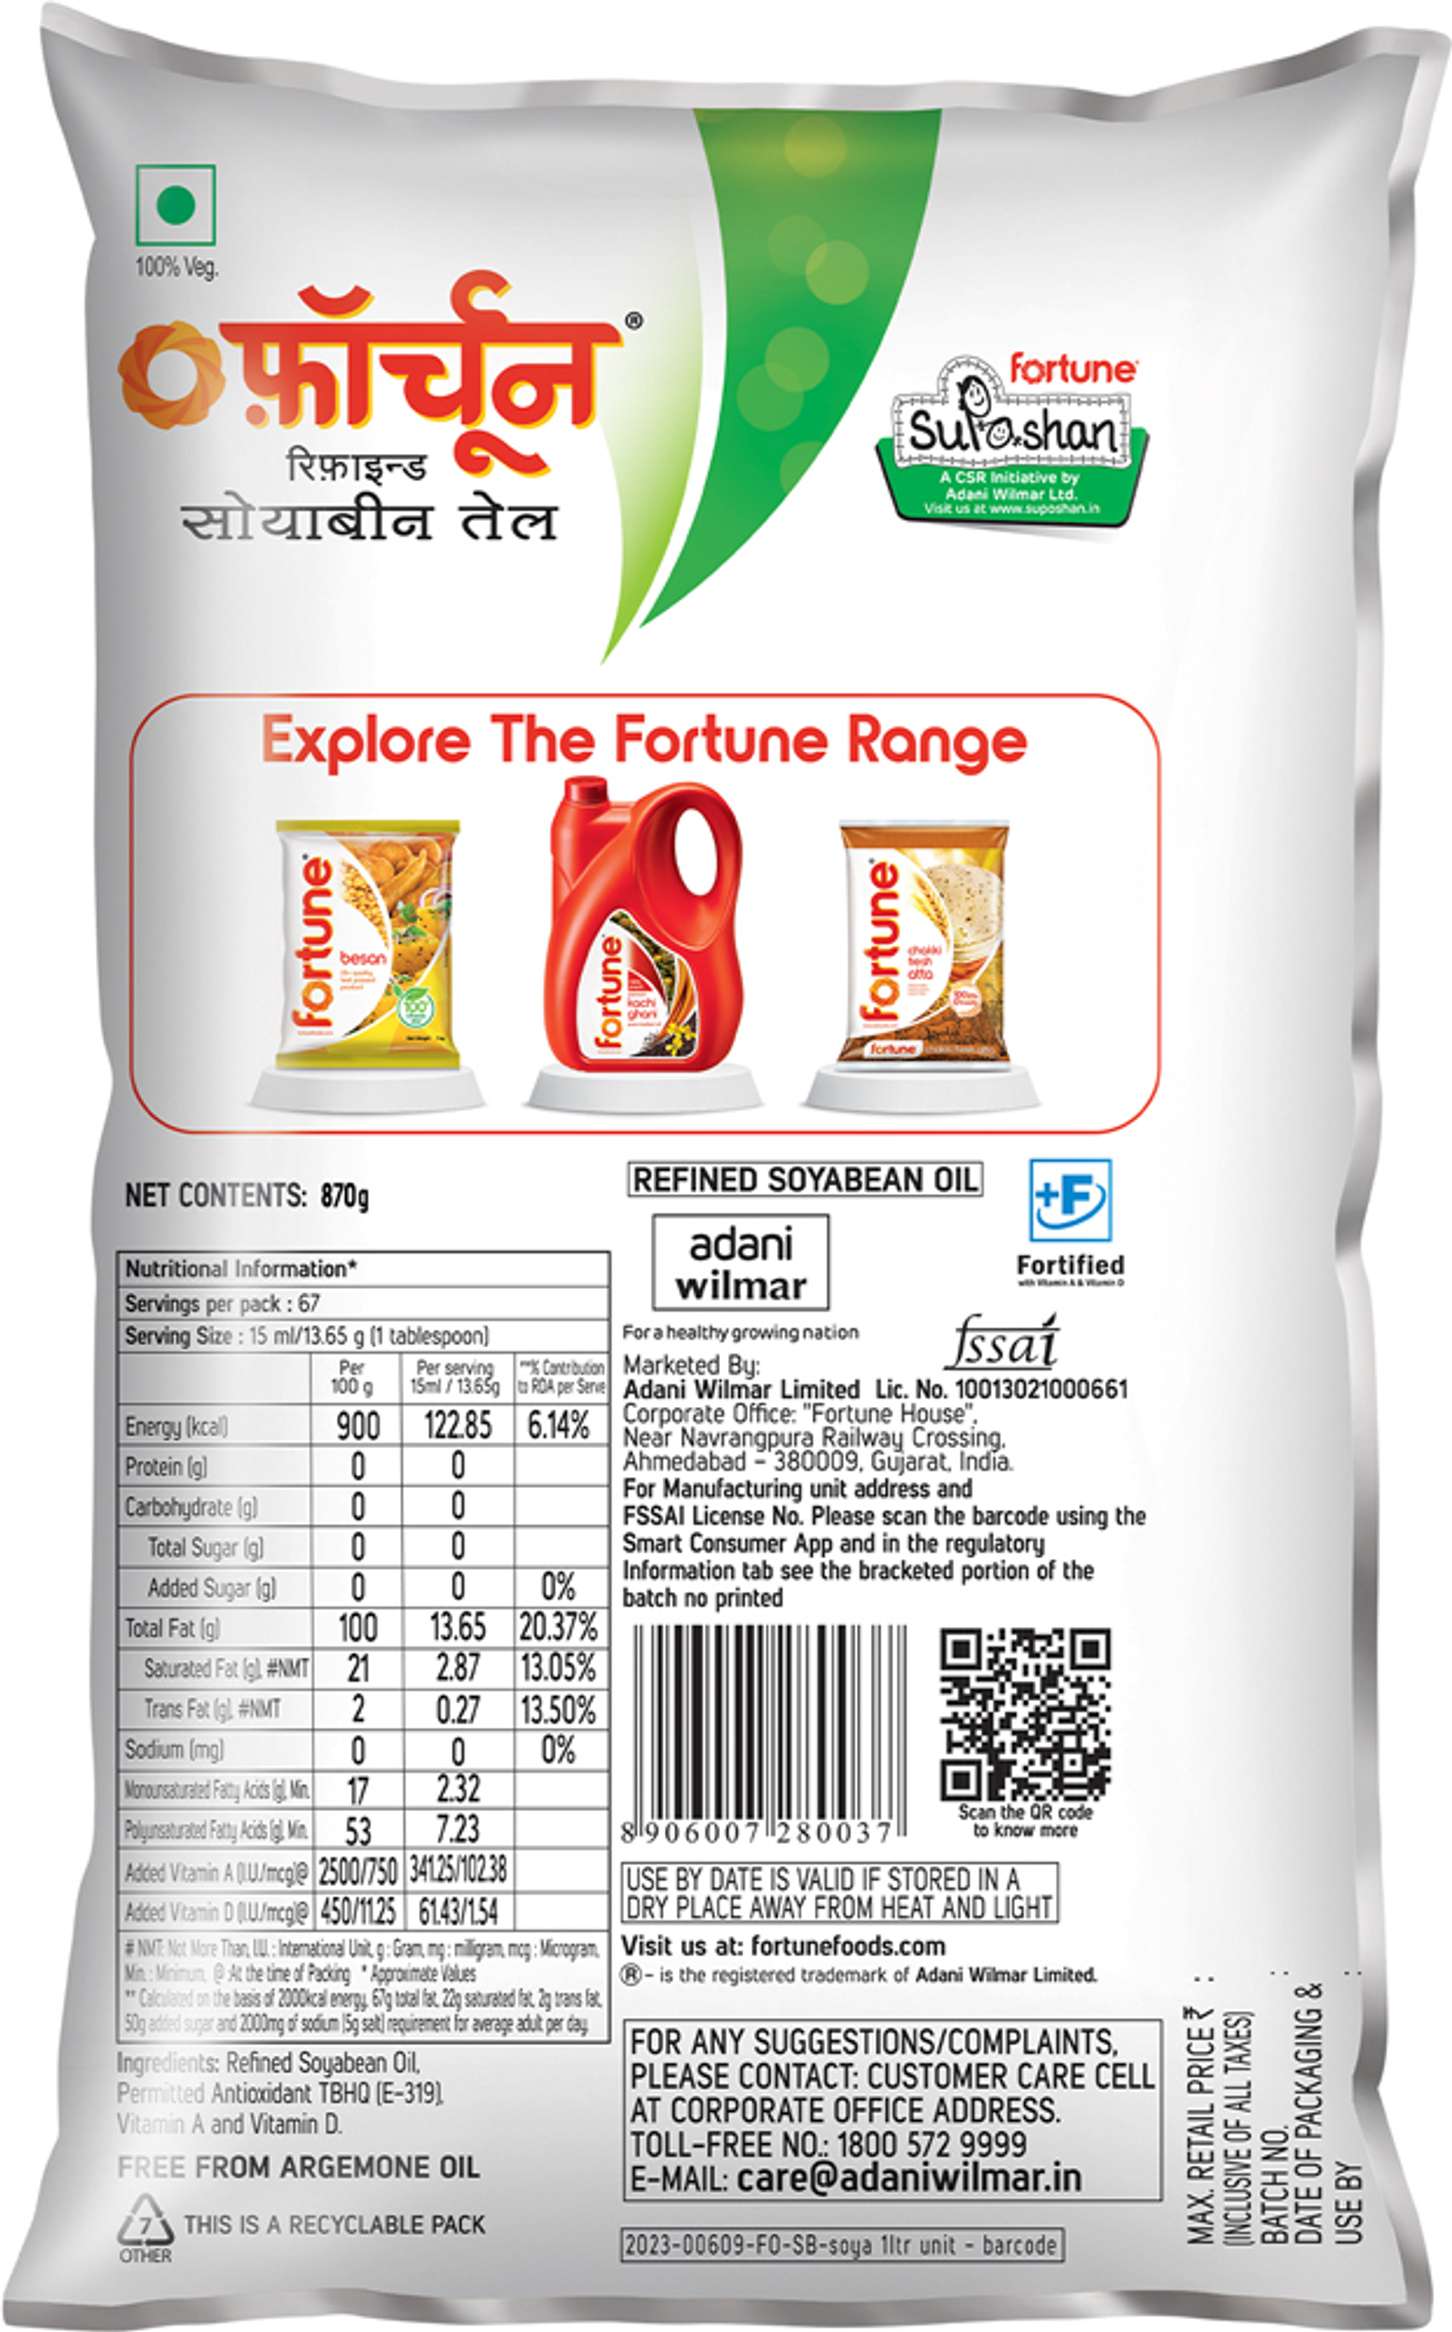 100% Veg.
फ़ॉर्चून®
रिफ़ाइन्ड
सोयाबीन तेल
fortune
SuPoshan
A CSR Initiative by
Adani Wilmar Ltd.
Visit us at www.suposhan.in
Explore The Fortune Range
fortune
besan
fortune
kachi
ghani
fortune
chakki
fresh
atta
fortune
NET CONTENTS: 870g
Nutritional Information*
Servings per pack : 67
Serving Size : 15 ml/13.65 g (1 tablespoon)
Per 100 g Per serving 15ml / 13.65g **% Contribution to RDA per Serve
Energy (kcal) 900 122.85 6.14%
Protein (g) 0 0
Carbohydrate (g) 0 0
Total Sugar (g) 0 0
Added Sugar (g) 0 0 0%
Total Fat (g) 100 13.65 20.37%
Saturated Fat (g), #NMT 21 2.87 13.05%
Trans Fat (g), #NMT 2 0.27 13.50%
Sodium (mg) 0 0 0%
Monounsaturated Fatty Acids (g), Min. 17 2.32
Polyunsaturated Fatty Acids (g), Min. 53 7.23
Added Vitamin A (I.U./mcg)@ 2500/750 341.25/102.38
Added Vitamin D (I.U./mcg)@ 450/11.25 61.43/1.54
# NMT: Not More Than, I.U. : International Unit, g : Gram, mg : milligram, mcg : Microgram,
Min. : Minimum, @ :At the time of Packing * Approximate Values
** Calculated on the basis of 2000kcal energy, 67g total fat, 22g saturated fat, 2g trans fat,
50g added sugar and 2000mg of sodium (5g salt) requirement for average adult per day.
Ingredients: Refined Soyabean Oil,
Permitted Antioxidant TBHQ (E-319),
Vitamin A and Vitamin D.
FREE FROM ARGEMONE OIL
7
OTHER
THIS IS A RECYCLABLE PACK
REFINED SOYABEAN OIL
adani
wilmar
For a healthy growing nation
+F
Fortified
with Vitamin A & Vitamin D
fssai
Marketed By:
Adani Wilmar Limited Lic. No. 10013021000661
Corporate Office: "Fortune House",
Near Navrangpura Railway Crossing,
Ahmedabad - 380009, Gujarat, India.
For Manufacturing unit address and
FSSAI License No. Please scan the barcode using the
Smart Consumer App and in the regulatory
Information tab see the bracketed portion of the
batch no printed
8 906007 280037
Scan the QR code
to know more
USE BY DATE IS VALID IF STORED IN A
DRY PLACE AWAY FROM HEAT AND LIGHT
Visit us at: fortunefoods.com
®- is the registered trademark of Adani Wilmar Limited.
FOR ANY SUGGESTIONS/COMPLAINTS,
PLEASE CONTACT: CUSTOMER CARE CELL
AT CORPORATE OFFICE ADDRESS.
TOLL-FREE NO.: 1800 572 9999
E-MAIL: care@adaniwilmar.in
2023-00609-FO-SB-soya 1ltr unit - barcode
MAX. RETAIL PRICE ₹ :
(INCLUSIVE OF ALL TAXES)
BATCH NO. :
DATE OF PACKAGING & :
USE BY